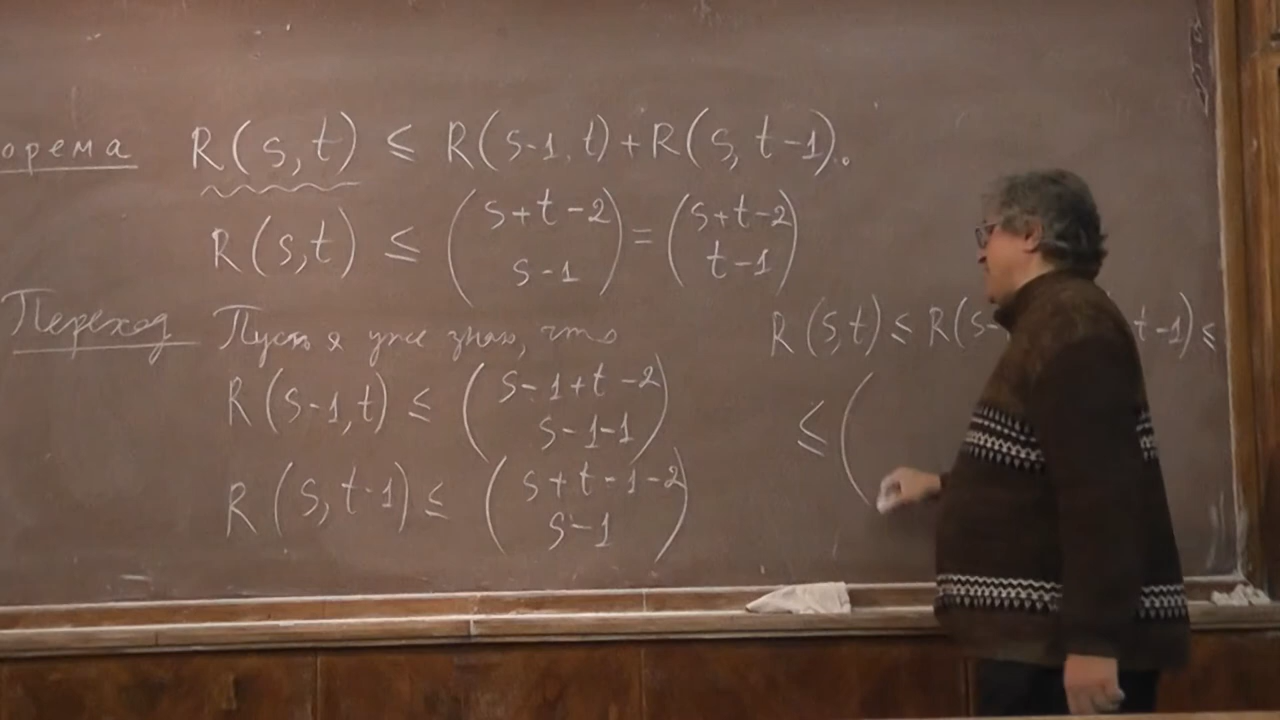 орема R(s,t) ≤ R(s-1,t)+R(s,t-1).
R(s,t) ≤ (s+t-2 s-1) = (s+t-2 t-1)
Переход Пусть я уже знаю, что
R(s-1,t) ≤ (s-1+t-2 s-1-1)
R(s,t-1) ≤ (s+t-1-2 s-1)
R(s,t) ≤ R(s- t-1) ≤
≤ (